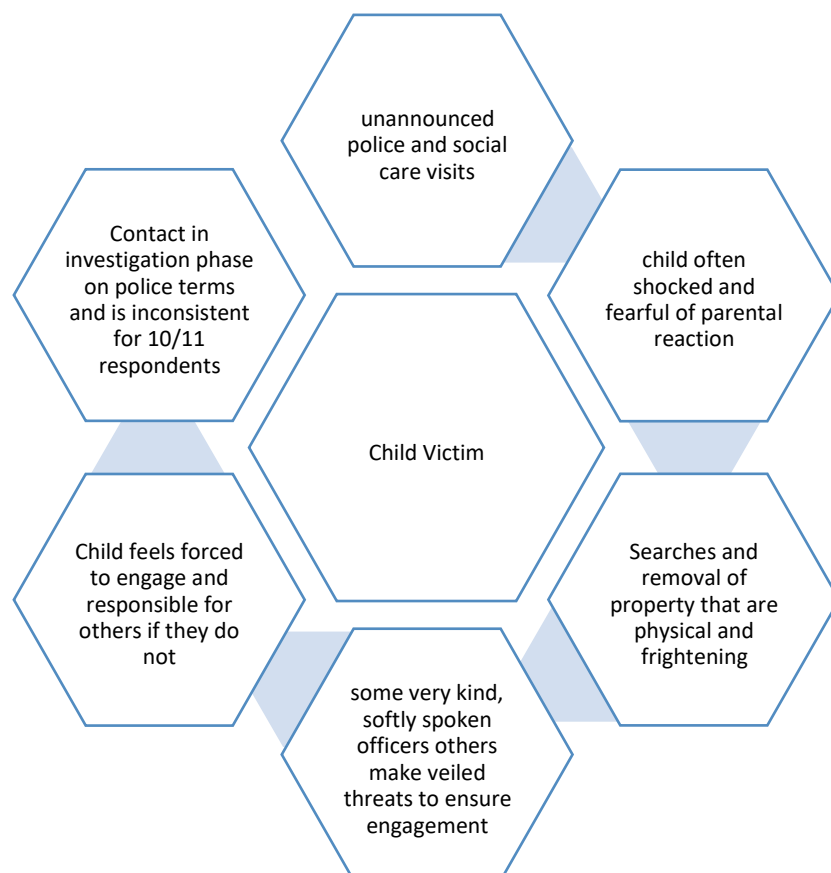 unannounced
police and social
care visits
child often
shocked and
fearful of parental
reaction
Searches and
removal of
property that are
physical and
frightening
some very kind,
softly spoken
officers others
make veiled
threats to ensure
engagement
Child feels forced
to engage and
responsible for
others if they do
not
Contact in
investigation phase
on police terms
and is inconsistent
for 10/11
respondents
Child Victim